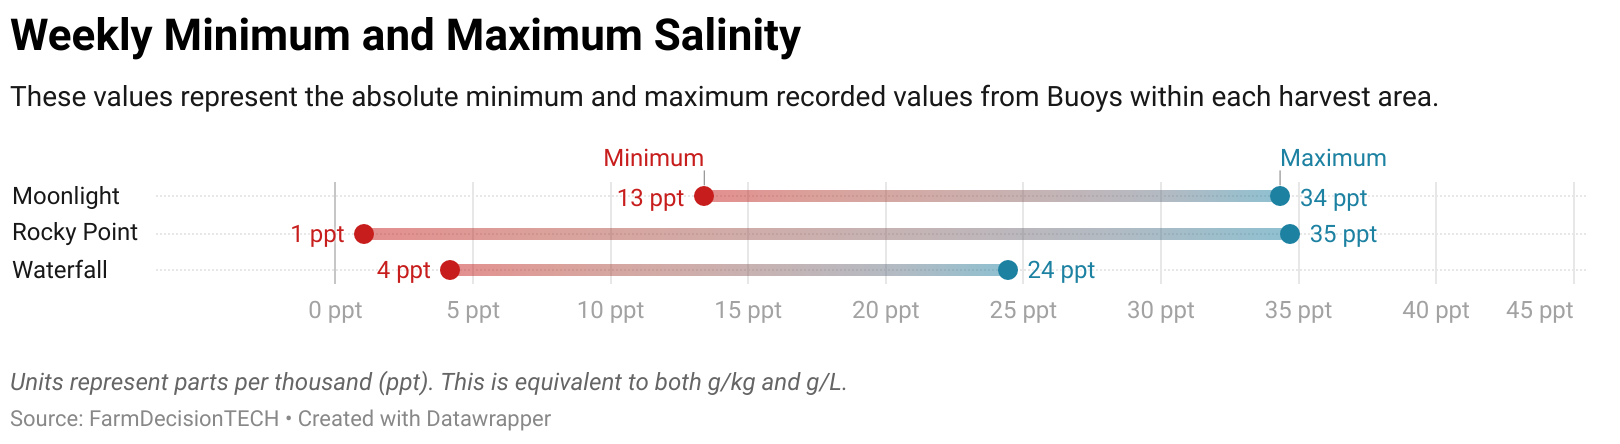 Weekly Minimum and Maximum Salinity
These values represent the absolute minimum and maximum recorded values from Buoys within each harvest area.
Minimum Maximum
Moonlight 13 ppt 34 ppt
Rocky Point 1 ppt 35 ppt
Waterfall 4 ppt 24 ppt
0 ppt 5 ppt 10 ppt 15 ppt 20 ppt 25 ppt 30 ppt 35 ppt 40 ppt 45 ppt
Units represent parts per thousand (ppt). This is equivalent to both g/kg and g/L.
Source: FarmDecisionTECH • Created with Datawrapper